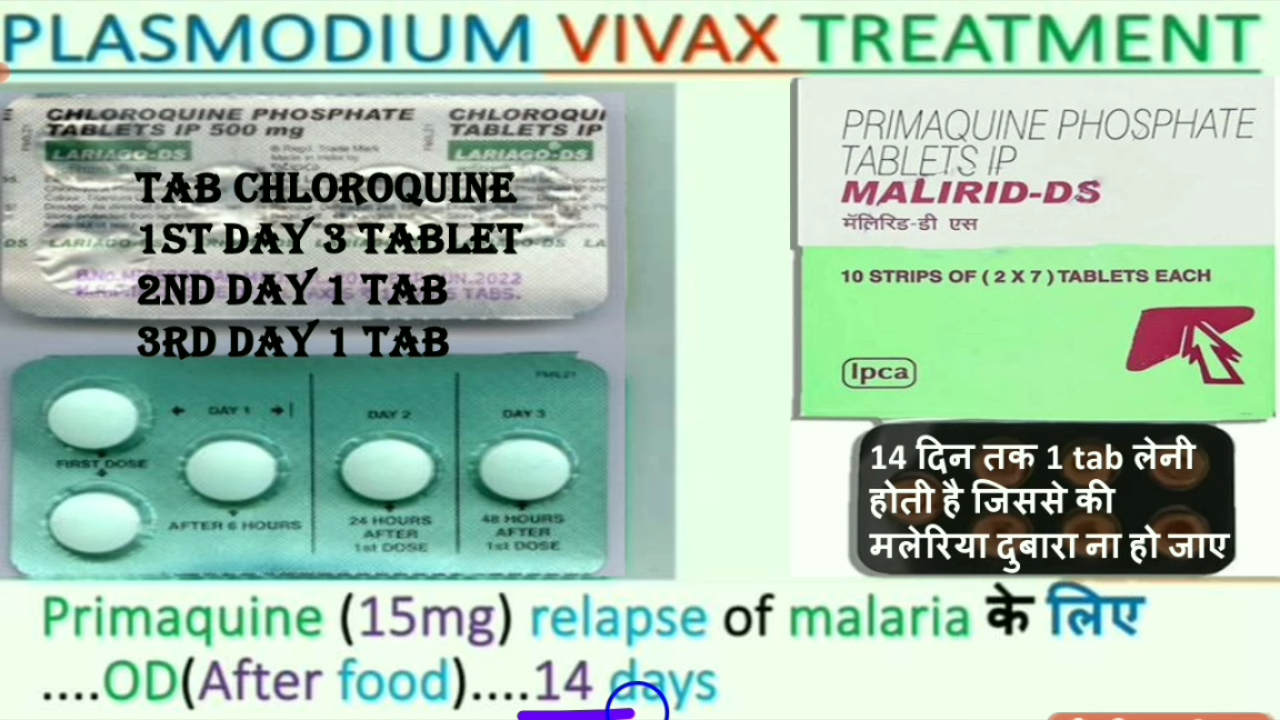 PLASMODIUM VIVAX TREATMENT
CHLOROQUINE PHOSPHATE
TABLETS IP 500 mg
LARIAGO-DS
CHLOROQUI
TABLETS IP
LARIAGO-DS
TAB CHLOROQUINE
1ST DAY 3 TABLET
2ND DAY 1 TAB
3RD DAY 1 TAB
DAY 1
DAY 2
DAY 3
FIRST DOSE
AFTER 6 HOURS
24 HOURS
AFTER
1st DOSE
48 HOURS
AFTER
1st DOSE
PRIMAQUINE PHOSPHATE
TABLETS IP
MALIRID-DS
मॅलिरिड-डी एस
10 STRIPS OF ( 2 X 7 ) TABLETS EACH
Ipca
14 दिन तक 1 tab लेनी
होती है जिससे की
मलेरिया दुबारा ना हो जाए
Primaquine (15mg) relapse of malaria के लिए
....OD(After food)....14 days